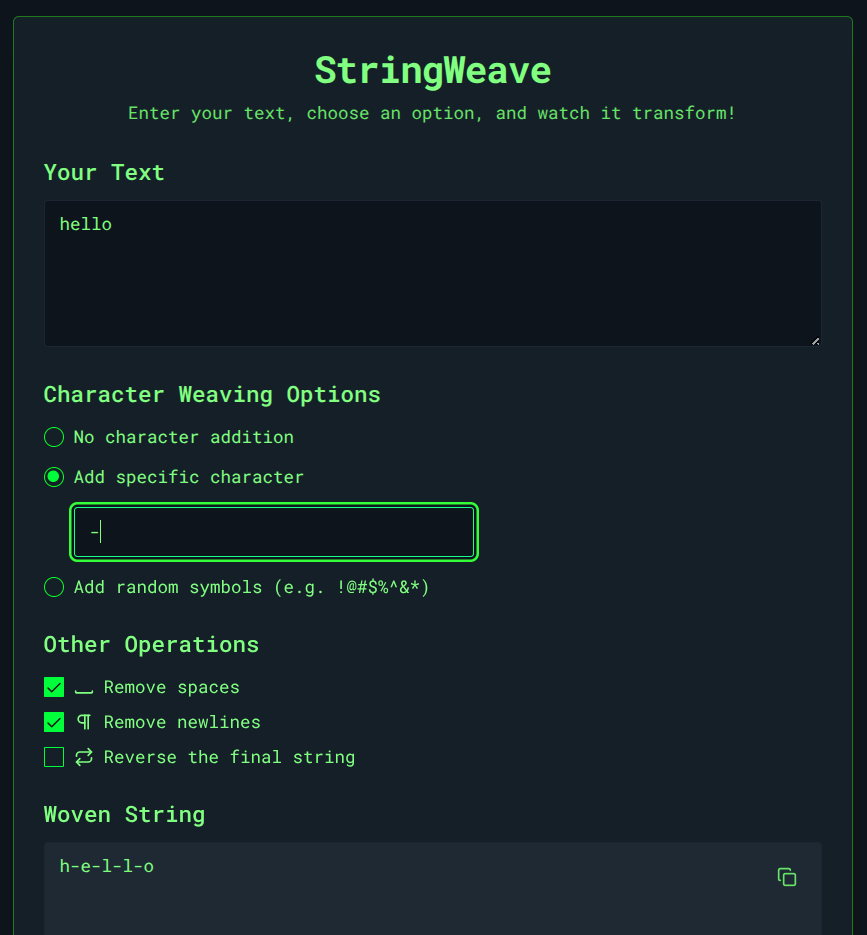 StringWeave
Enter your text, choose an option, and watch it transform!
Your Text
hello
Character Weaving Options
No character addition
Add specific character
-
Add random symbols (e.g. !@#$%^&*)
Other Operations
Remove spaces
¶ Remove newlines
Reverse the final string
Woven String
h-e-l-l-o